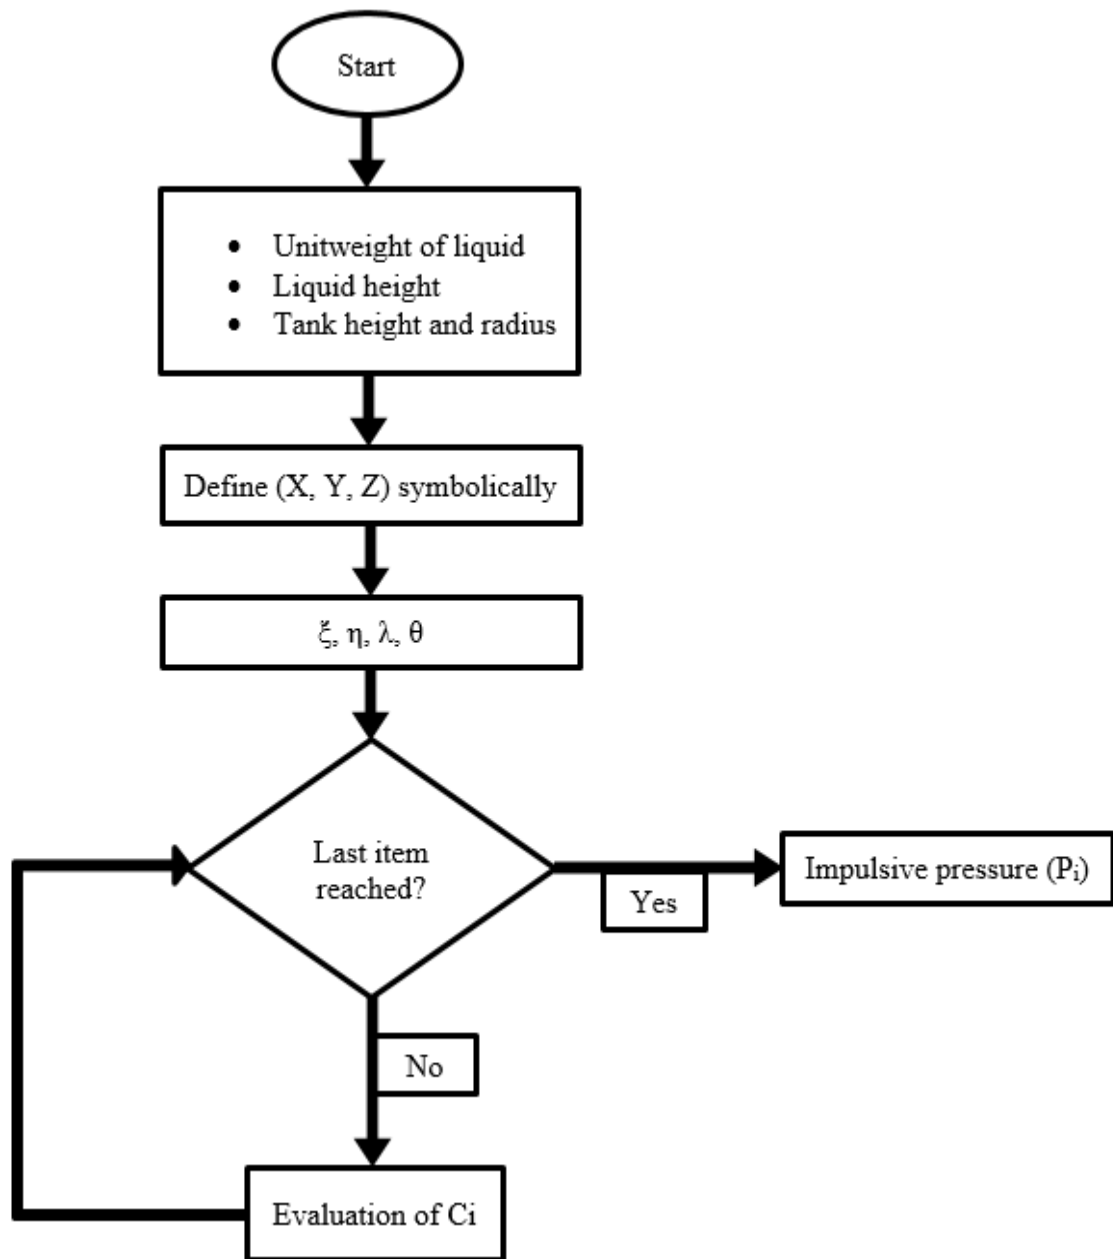 Start
• Unitweight of liquid
• Liquid height
• Tank height and radius
Define (X, Y, Z) symbolically
ξ, η, λ, θ
Last item
reached?
Yes
Impulsive pressure (Pᵢ)
No
Evaluation of Ci